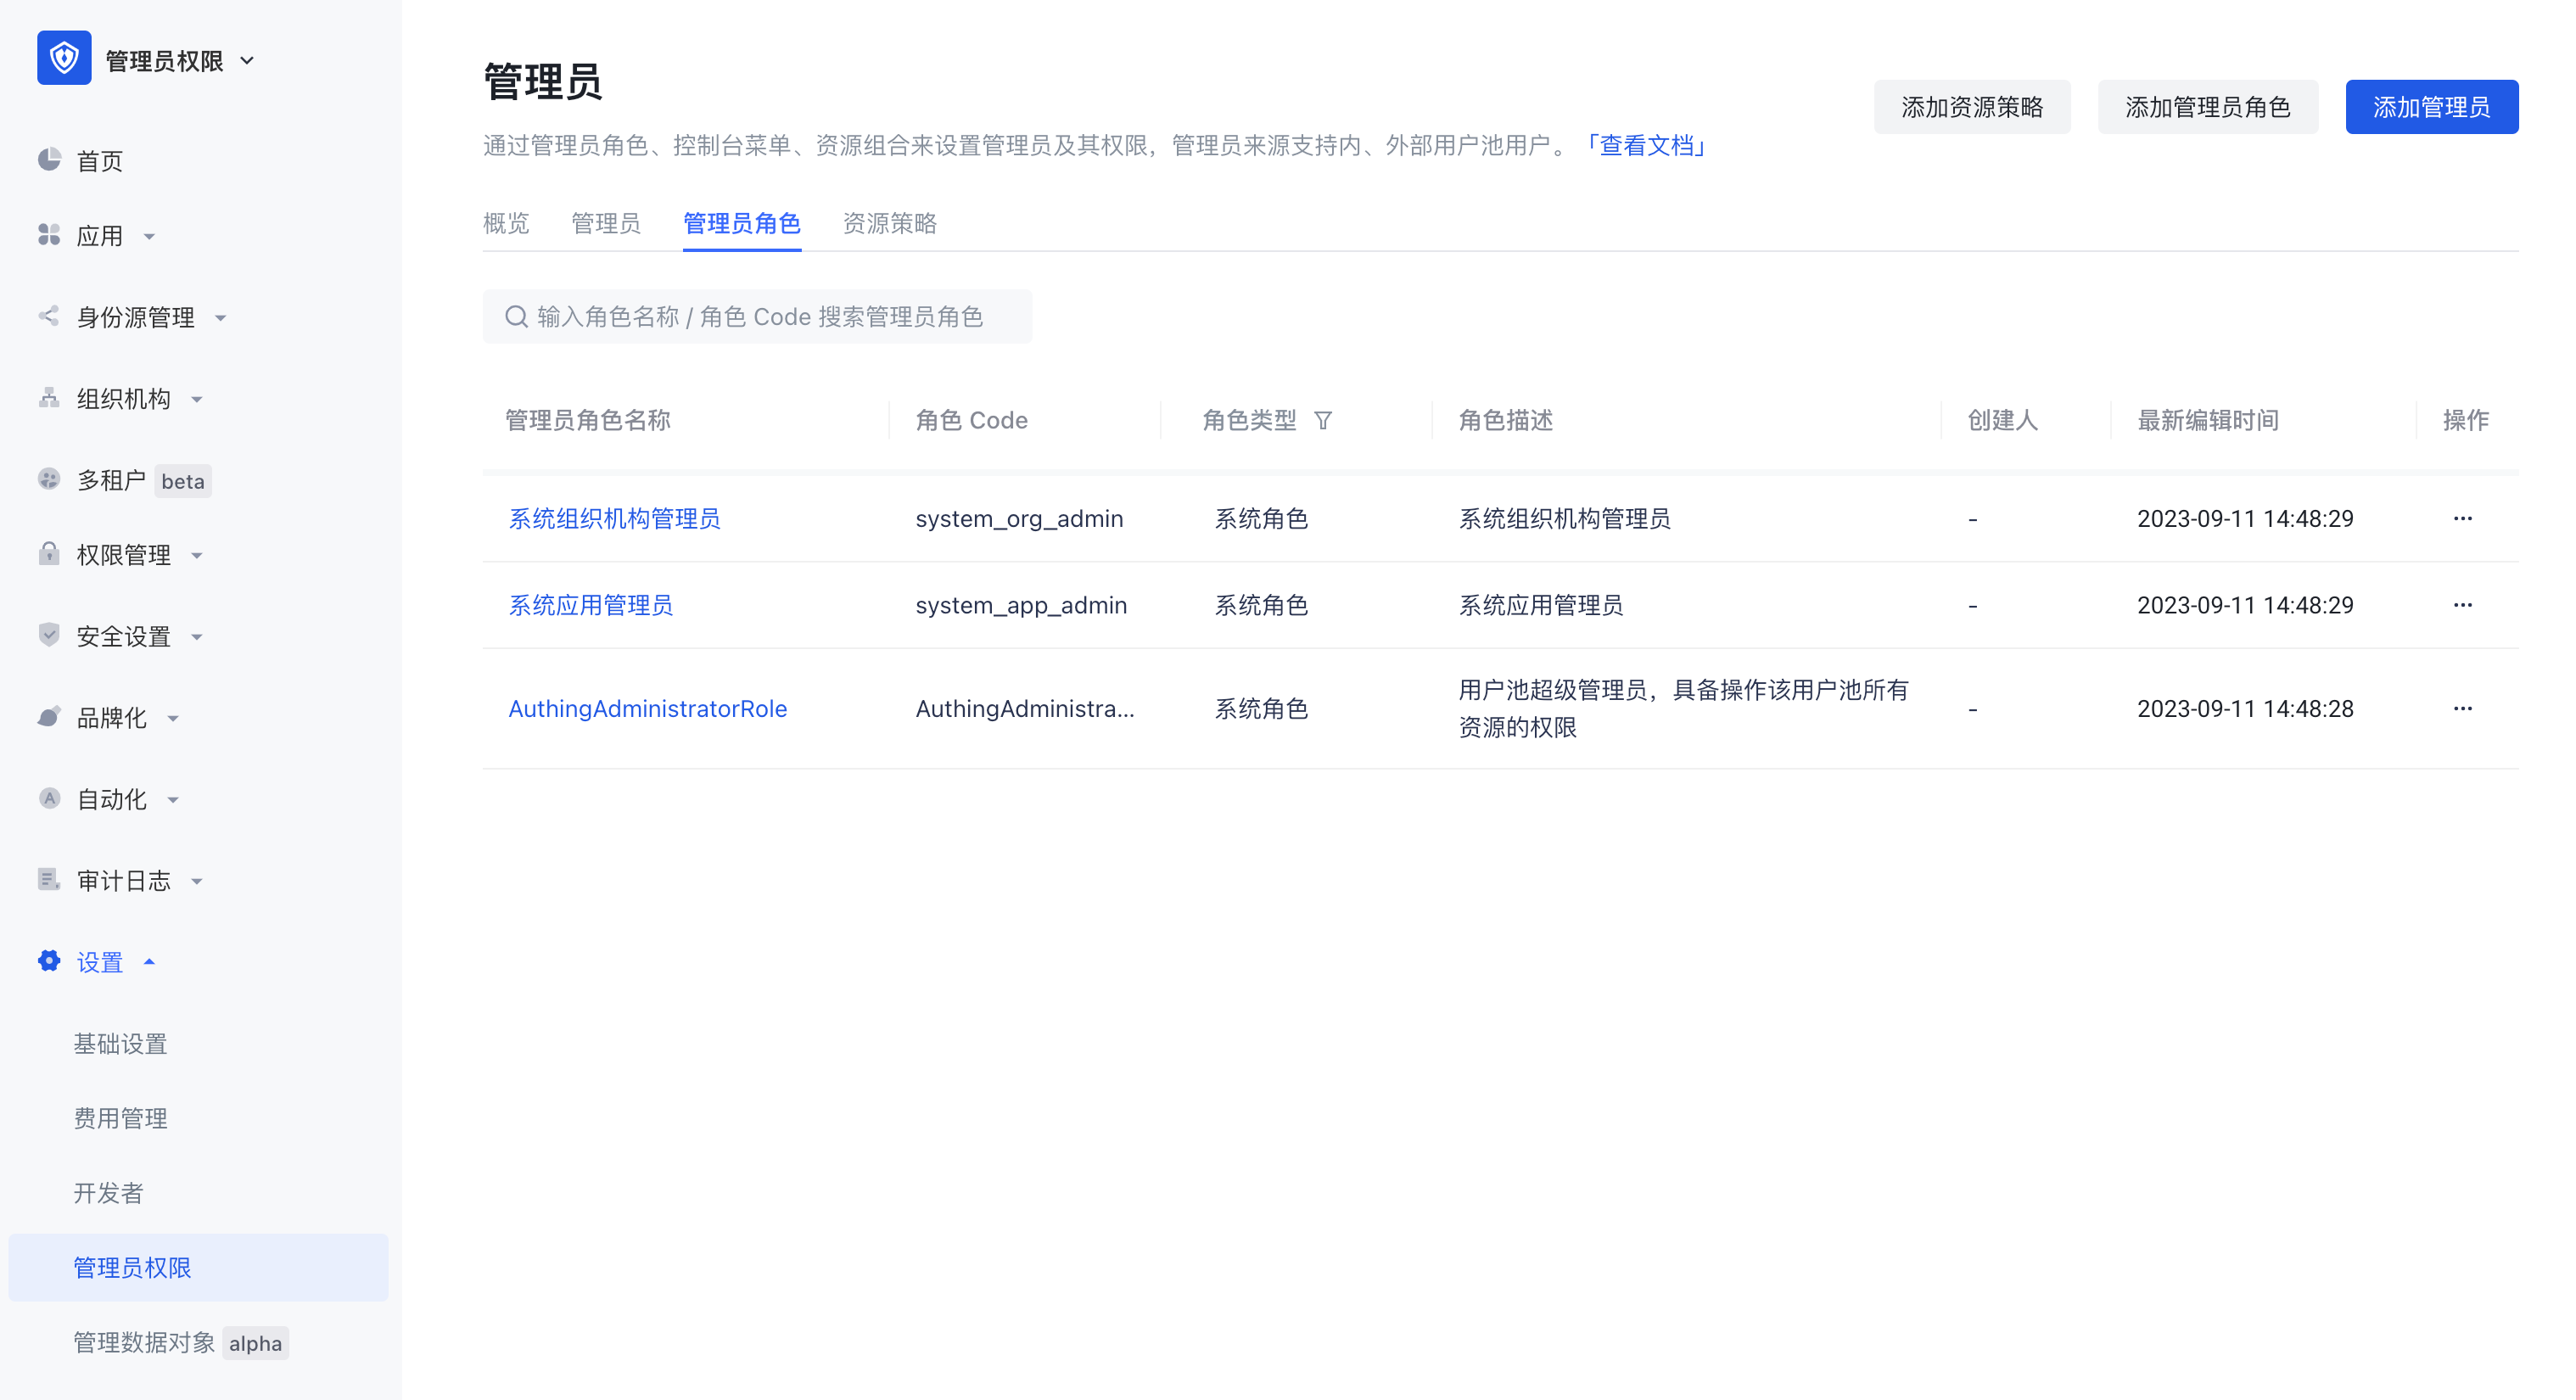 管理员权限
首页
应用
身份源管理
组织机构
多租户 beta
权限管理
安全设置
品牌化
自动化
审计日志
设置
基础设置
费用管理
开发者
管理员权限
管理数据对象 alpha
管理员
通过管理员角色、控制台菜单、资源组合来设置管理员及其权限，管理员来源支持内、外部用户池用户。「查看文档」
添加资源策略 添加管理员角色 添加管理员
概览 管理员 管理员角色 资源策略
输入角色名称 / 角色 Code 搜索管理员角色
管理员角色名称 角色 Code 角色类型 角色描述 创建人 最新编辑时间 操作
系统组织机构管理员 system_org_admin 系统角色 系统组织机构管理员 - 2023-09-11 14:48:29 ···
系统应用管理员 system_app_admin 系统角色 系统应用管理员 - 2023-09-11 14:48:29 ···
AuthingAdministratorRole AuthingAdministra... 系统角色 用户池超级管理员，具备操作该用户池所有 - 2023-09-11 14:48:28 ···
资源的权限